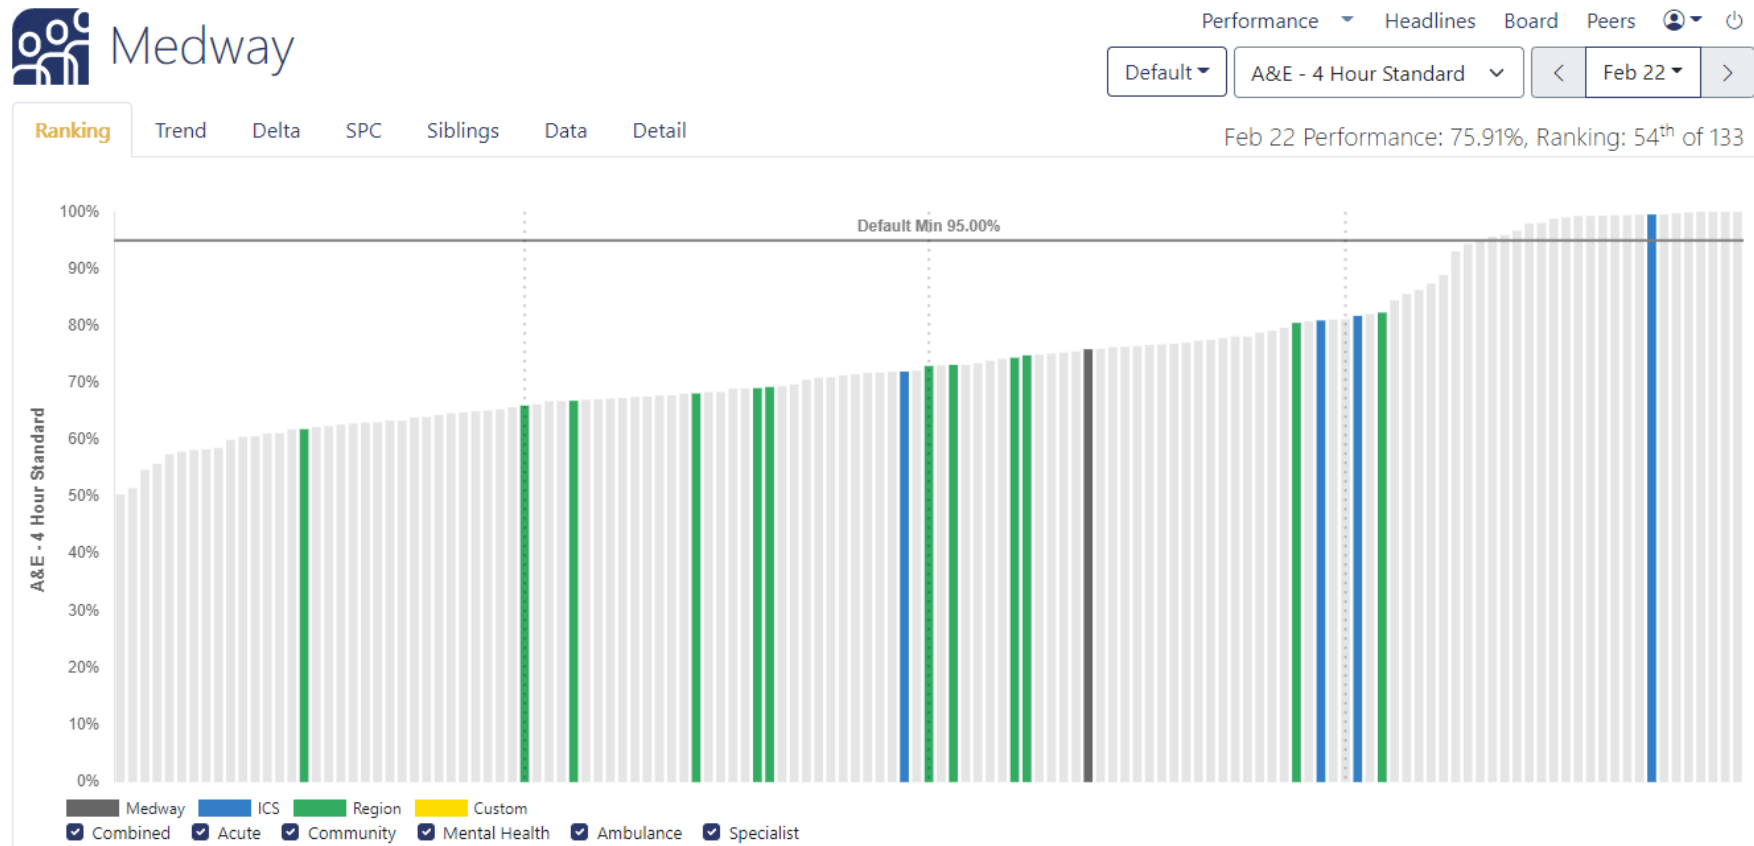 Medway
Performance Headlines Board Peers
Default A&E - 4 Hour Standard Feb 22
Ranking Trend Delta SPC Siblings Data Detail
Feb 22 Performance: 75.91%, Ranking: 54th of 133
100%
90%
80%
70%
60%
50%
40%
30%
20%
10%
0%
A&E - 4 Hour Standard
Default Min 95.00%
Medway ICS Region Custom
Combined Acute Community Mental Health Ambulance Specialist